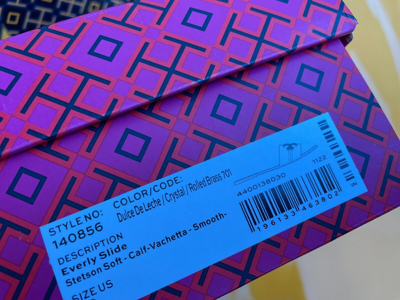 STYLE NO: COLOR/CODE:
140856 Dulce De Leche / Crystal / Rolled Brass 701
DESCRIPTION
Everly Slide
Stetson Soft - Calf-Vachetta - Smooth-
SIZE US
4400138030
1122
196133463802